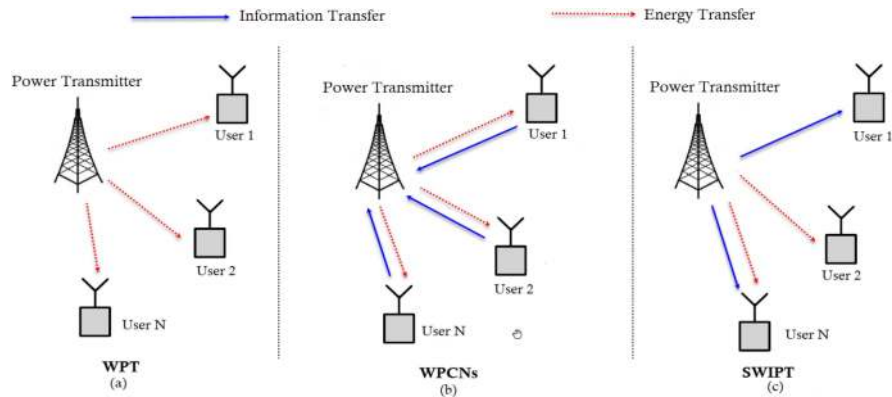 Information Transfer
Energy Transfer
Power Transmitter
User 1
User 2
User N
WPT
(a)
Power Transmitter
User 1
User 2
User N
WPCNs
(b)
Power Transmitter
User 1
User 2
User N
SWIPT
(c)